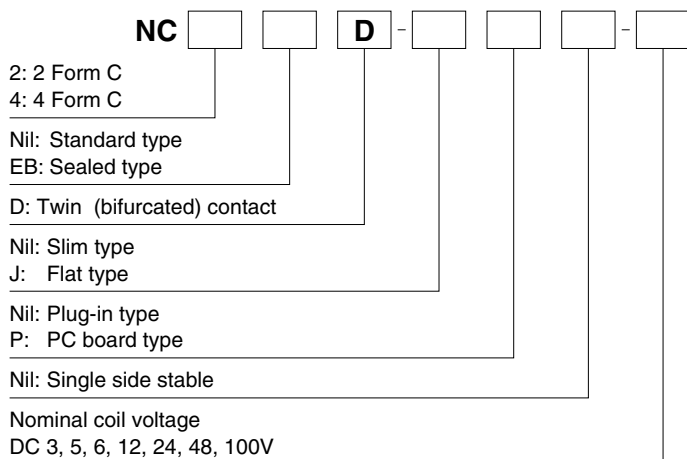 NC D - -
2: 2 Form C
4: 4 Form C
Nil: Standard type
EB: Sealed type
D: Twin (bifurcated) contact
Nil: Slim type
J: Flat type
Nil: Plug-in type
P: PC board type
Nil: Single side stable
Nominal coil voltage
DC 3, 5, 6, 12, 24, 48, 100V